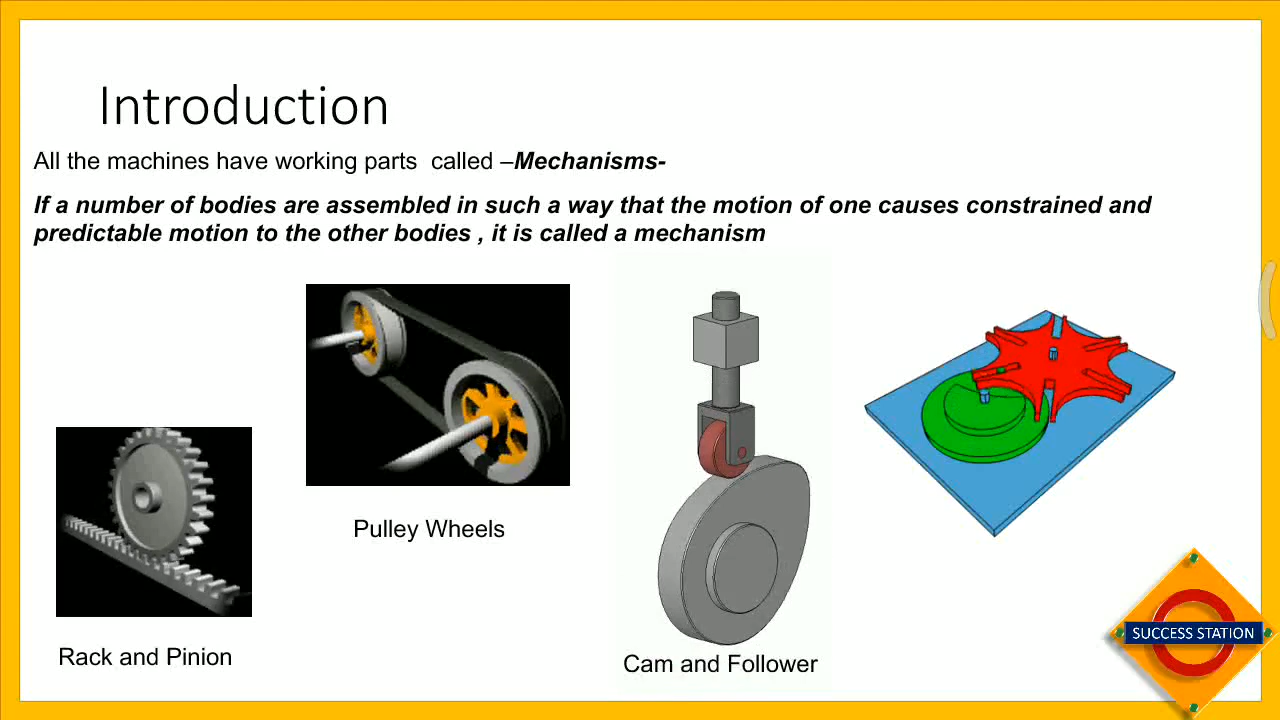 Introduction
All the machines have working parts called –Mechanisms-
If a number of bodies are assembled in such a way that the motion of one causes constrained and
predictable motion to the other bodies , it is called a mechanism
Pulley Wheels
Rack and Pinion
Cam and Follower
SUCCESS STATION